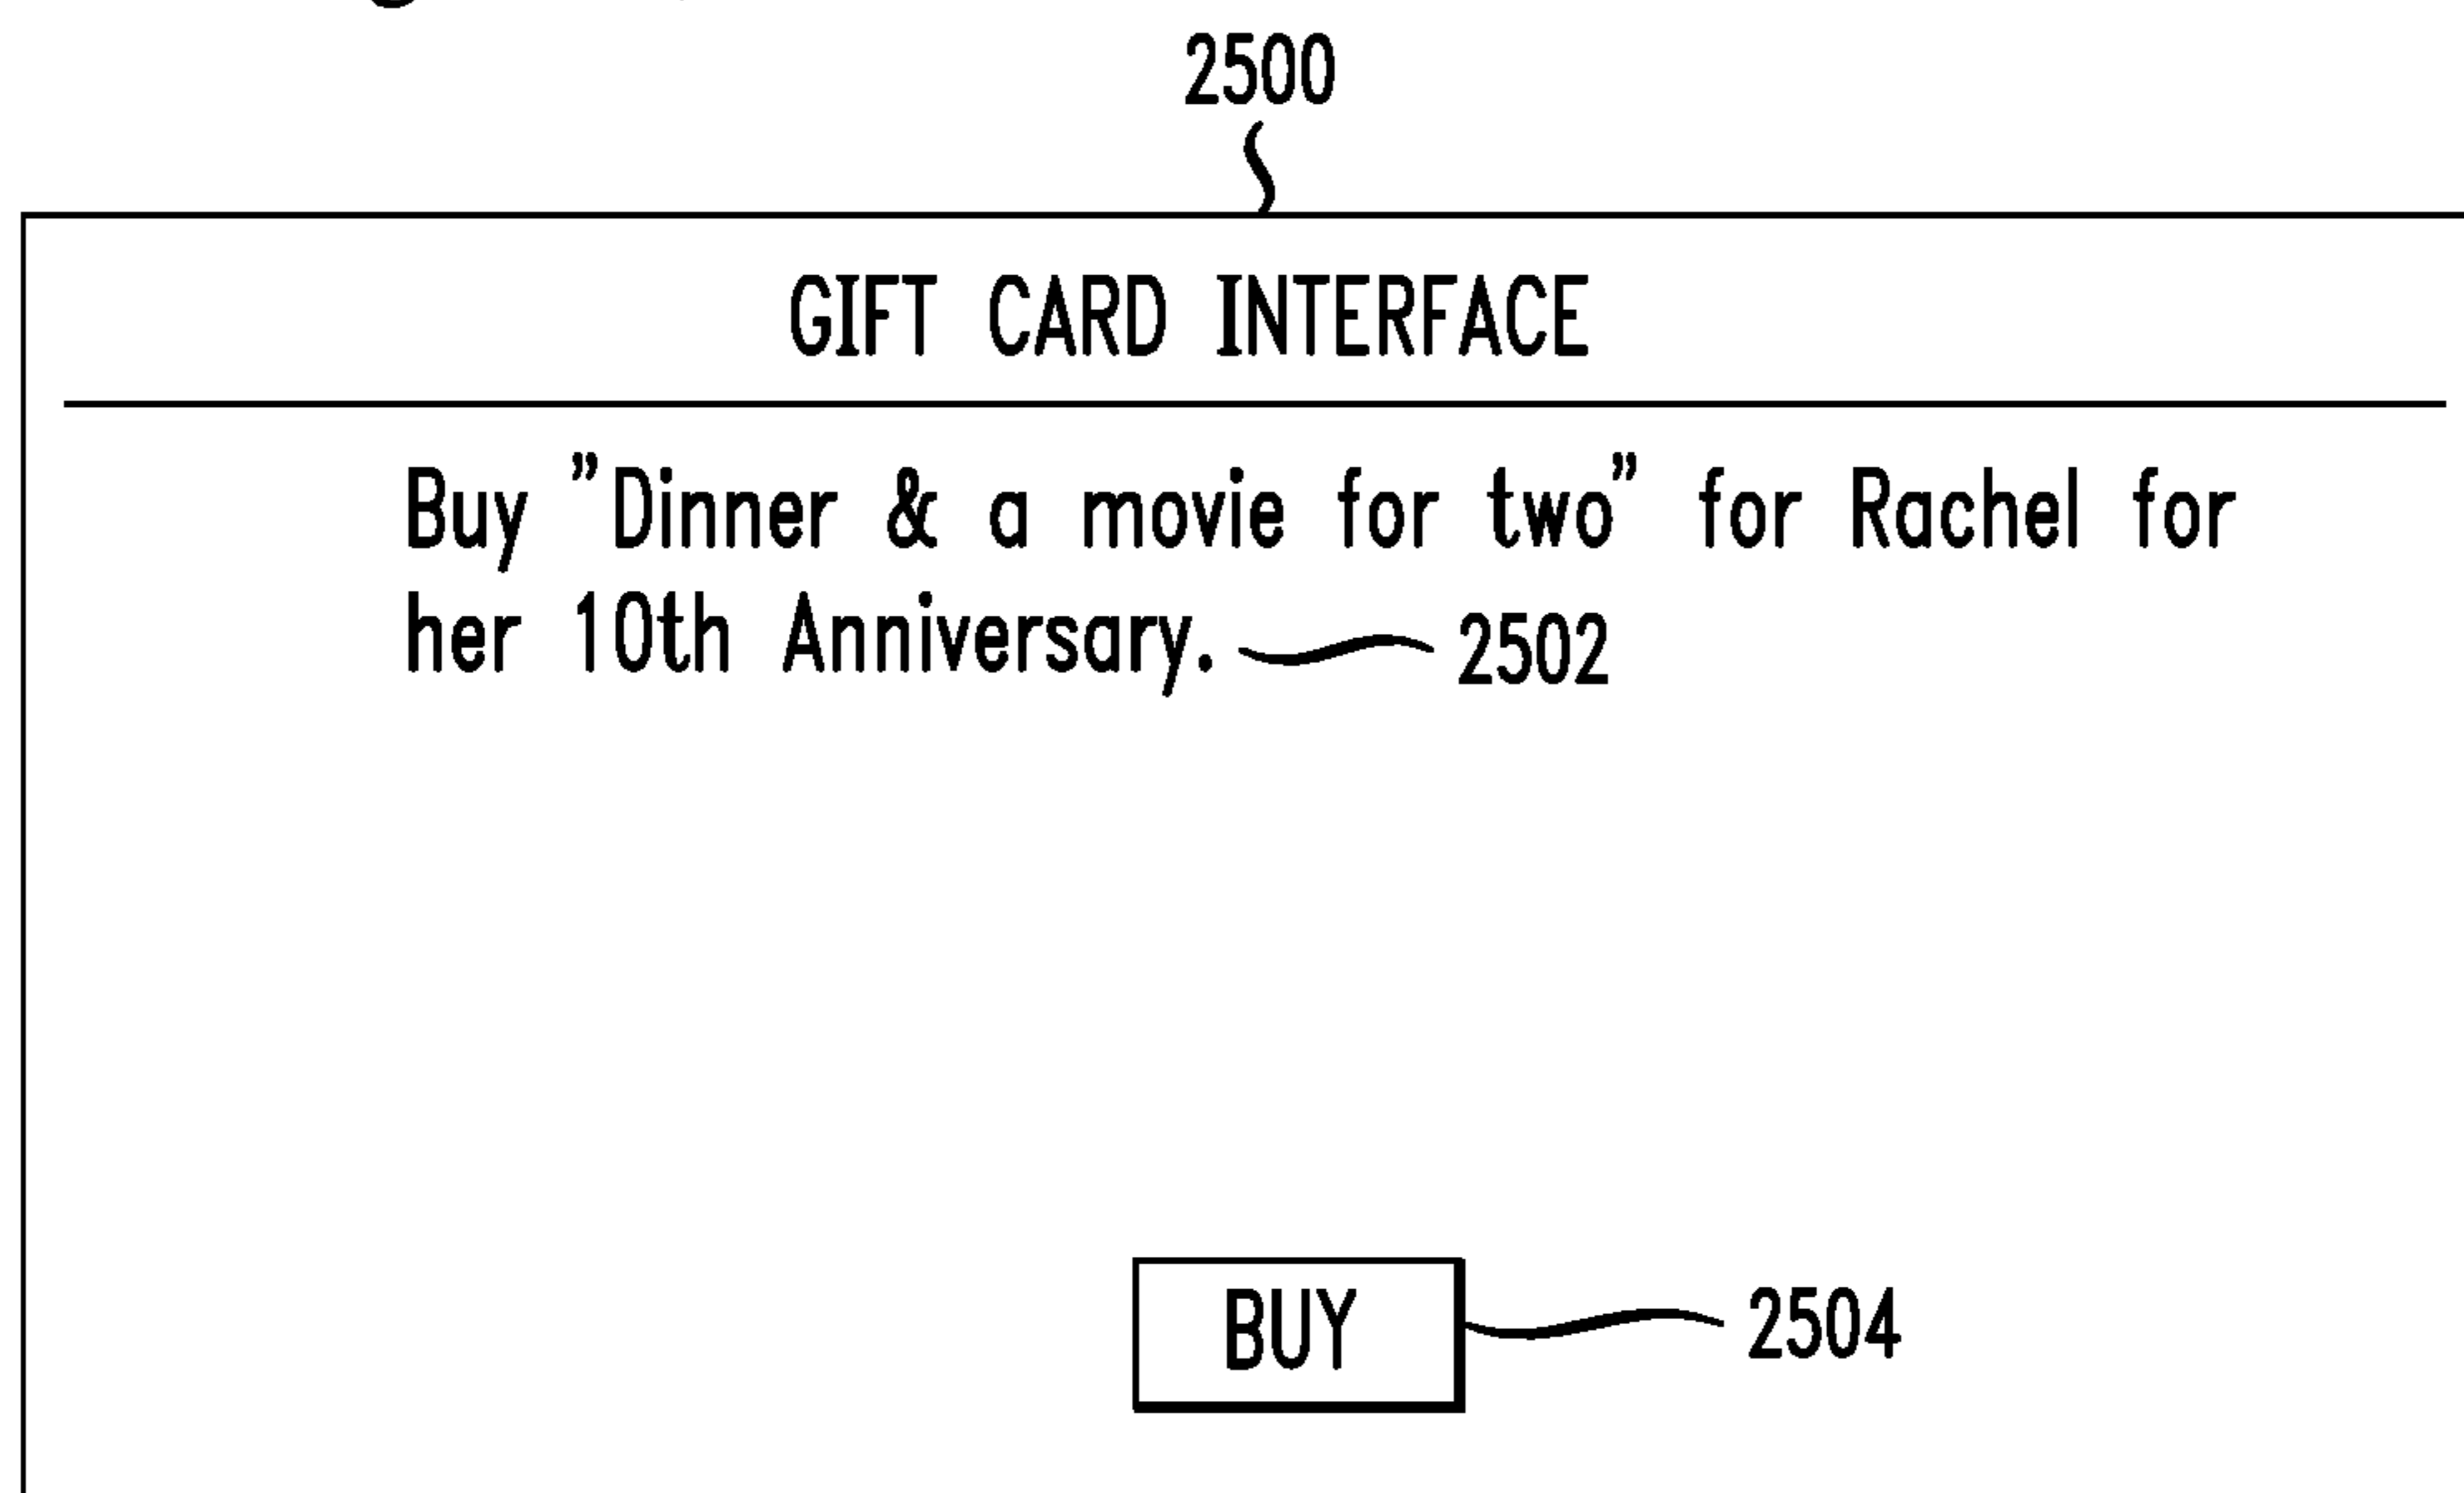 2500
GIFT CARD INTERFACE
Buy ”Dinner & a movie for two” for Rachel for
her 10th Anniversary. 2502
BUY 2504